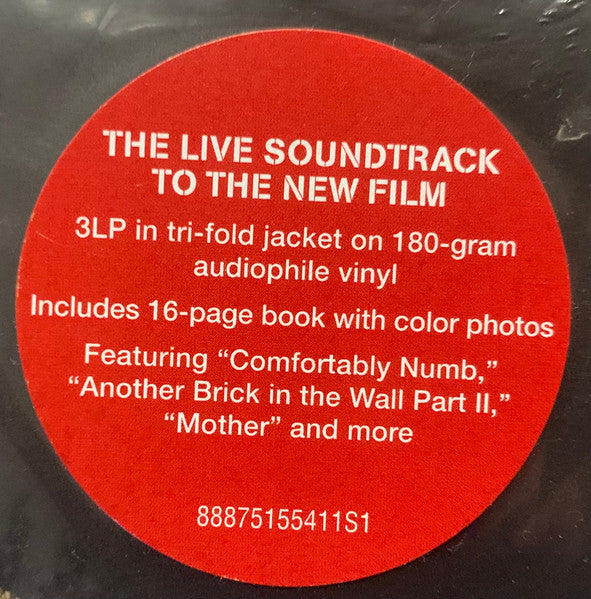 THE LIVE SOUNDTRACK
TO THE NEW FILM
3LP in tri-fold jacket on 180-gram
audiophile vinyl
Includes 16-page book with color photos
Featuring “Comfortably Numb,”
“Another Brick in the Wall Part II,”
“Mother” and more
88875155411S1